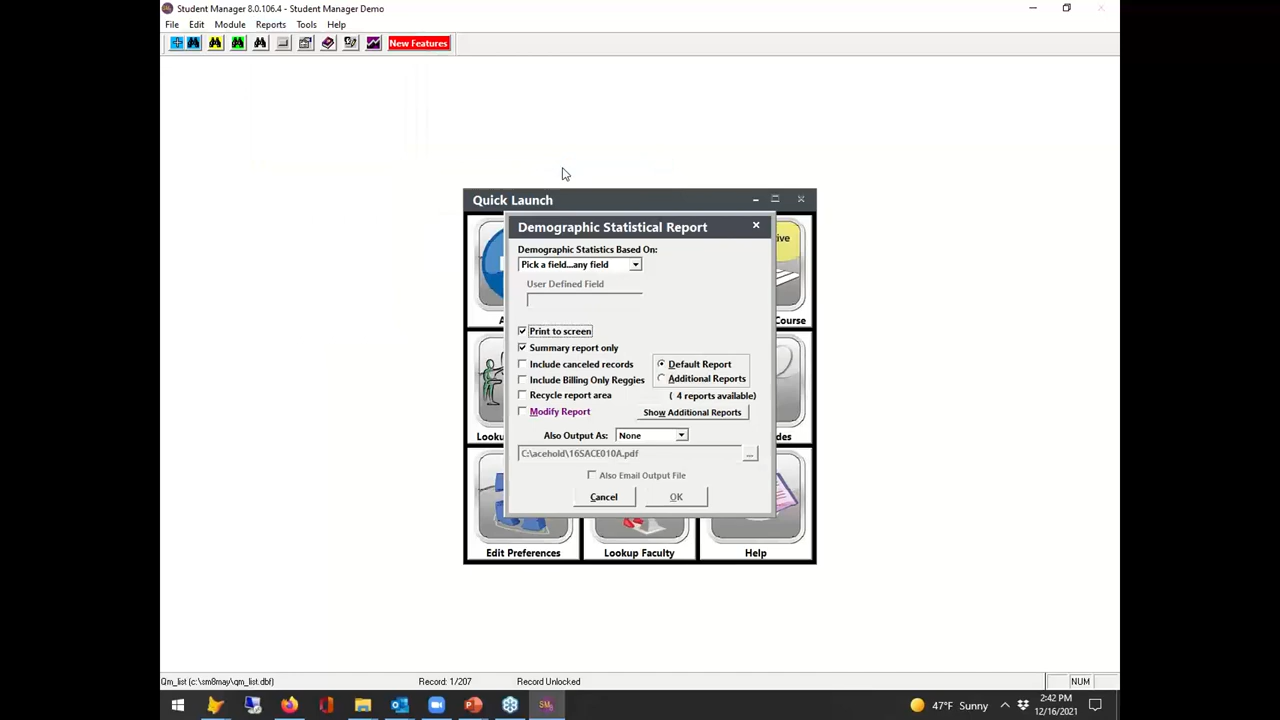 Student Manager 8.0.106.4 - Student Manager Demo
File Edit Module Reports Tools Help
New Features
Quick Launch
Demographic Statistical Report
Demographic Statistics Based On:
Pick a field...any field
User Defined Field
Print to screen
Summary report only
Include canceled records
Default Report
Include Billing Only Reggies
Additional Reports
Recycle report area
( 4 reports available)
Modify Report
Show Additional Reports
Also Output As: None
C:\acehold\16SACE010A.pdf
...
Also Email Output File
Cancel OK
Edit Preferences
Lookup Faculty
Help
Qm_list (c:\sm8may\qm_list.dbf) Record: 1/207 Record Unlocked NUM
47°F Sunny
2:42 PM
12/16/2021